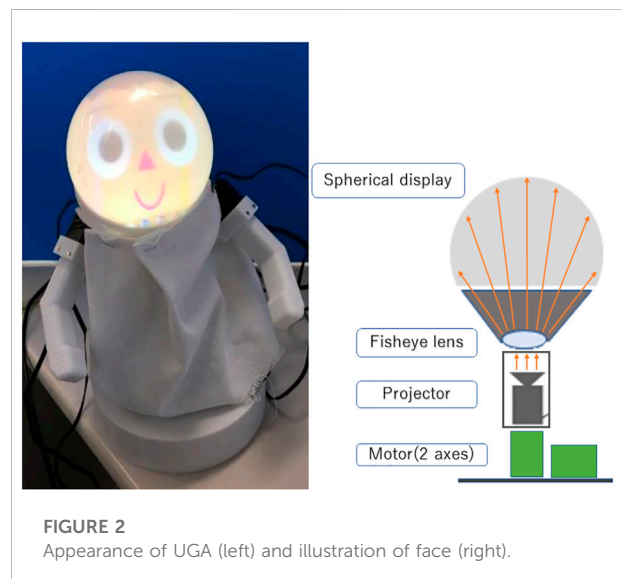 Spherical display
Fisheye lens
Projector
Motor(2 axes)
FIGURE 2
Appearance of UGA (left) and illustration of face (right).